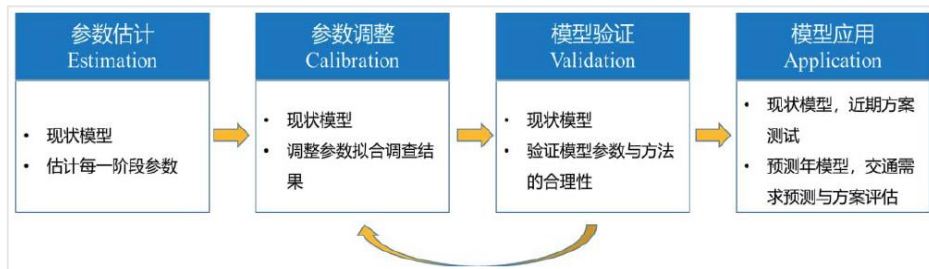 参数估计
Estimation
• 现状模型
• 估计每一阶段参数
参数调整
Calibration
• 现状模型
• 调整参数拟合调查结
果
模型验证
Validation
• 现状模型
• 验证模型参数与方法
的合理性
模型应用
Application
• 现状模型，近期方案
测试
• 预测年模型，交通需
求预测与方案评估